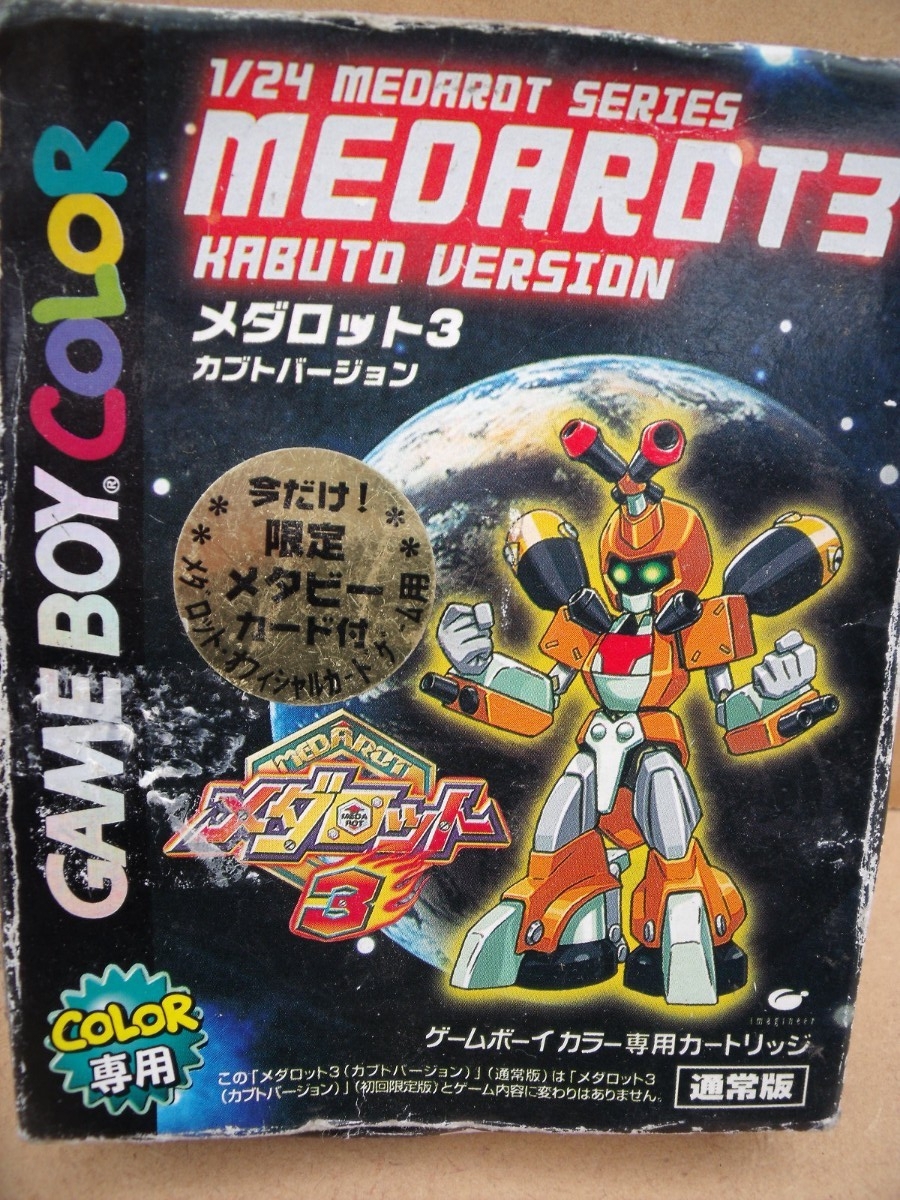 1/24 MEDAROT SERIES
MEDAROT3
KABUTO VERSION
メダロット3
カブトバージョン
GAME BOY® COLOR
今だけ!
限定
メタビー
カード付
メダロット・オフィシャルカードゲーム用
MEDAROT
メダロット
MEDA
ROT
3
imagineer
ゲームボーイ カラー専用カートリッジ
COLOR
専用
この「メダロット3(カブトバージョン)」(通常版)は「メダロット3
(カブトバージョン)」(初回限定版)とゲーム内容に変わりはありません。
通常版